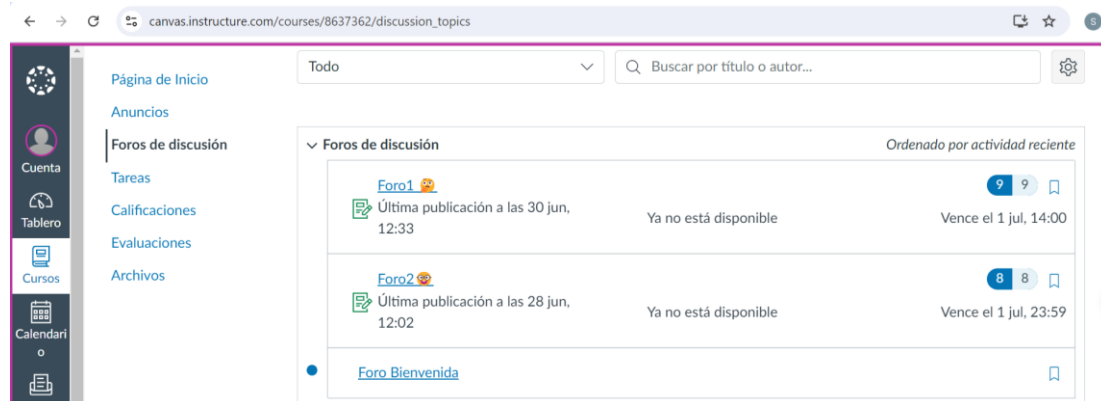 canvas.instructure.com/courses/8637362/discussion_topics
S
Cuenta
Tablero
Cursos
Calendari
o
Página de Inicio
Anuncios
Foros de discusión
Tareas
Calificaciones
Evaluaciones
Archivos
Todo
Buscar por título o autor...
Foros de discusión
Ordenado por actividad reciente
Foro1 🤔
Última publicación a las 30 jun,
12:33
Ya no está disponible
9 9
Vence el 1 jul, 14:00
Foro2 🤓
Última publicación a las 28 jun,
12:02
Ya no está disponible
8 8
Vence el 1 jul, 23:59
Foro Bienvenida